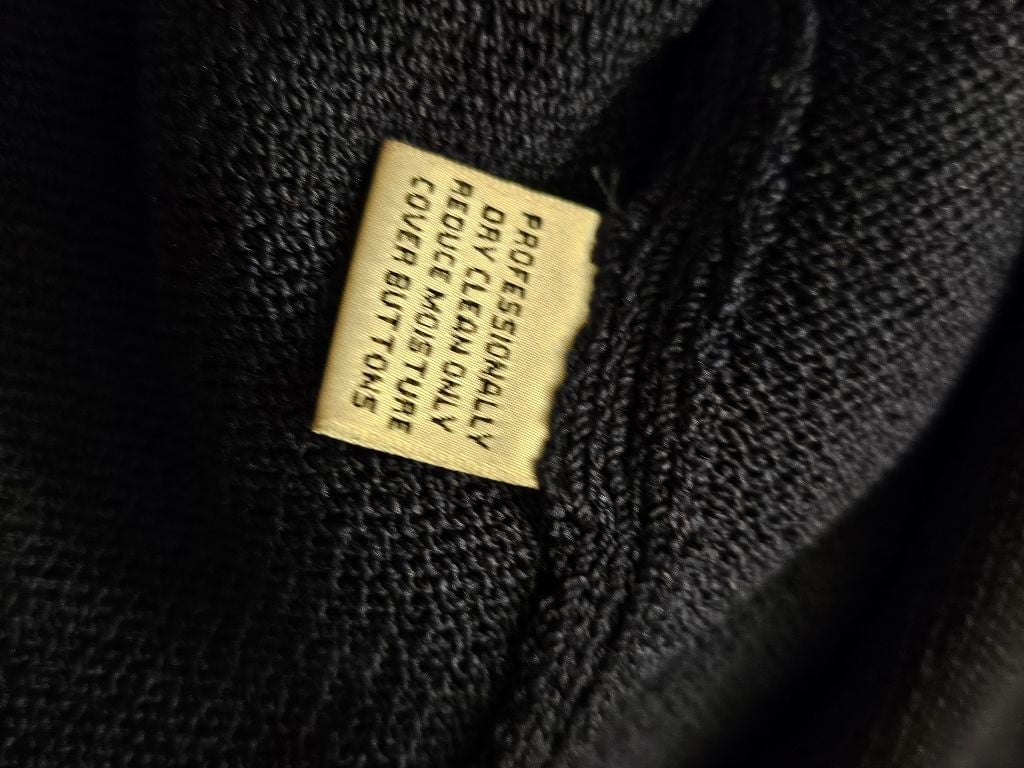 PROFESSIONALLY
DRY CLEAN ONLY
REDUCE MOISTURE
COVER BUTTONS